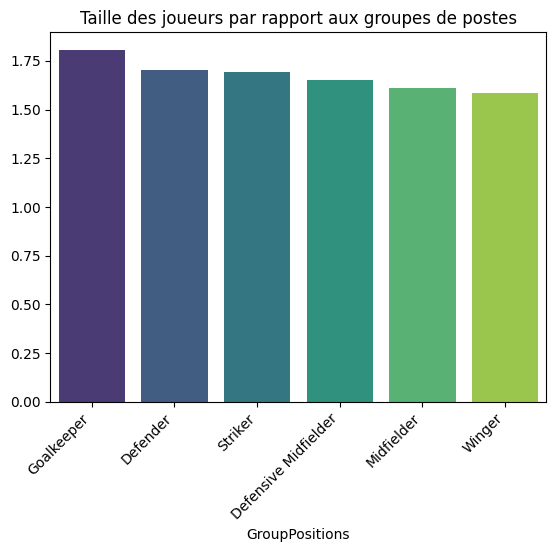 Taille des joueurs par rapport aux groupes de postes
1.75
1.50
1.25
1.00
0.75
0.50
0.25
0.00
Goalkeeper
Defender
Striker
Defensive Midfielder
Midfielder
Winger
GroupPositions